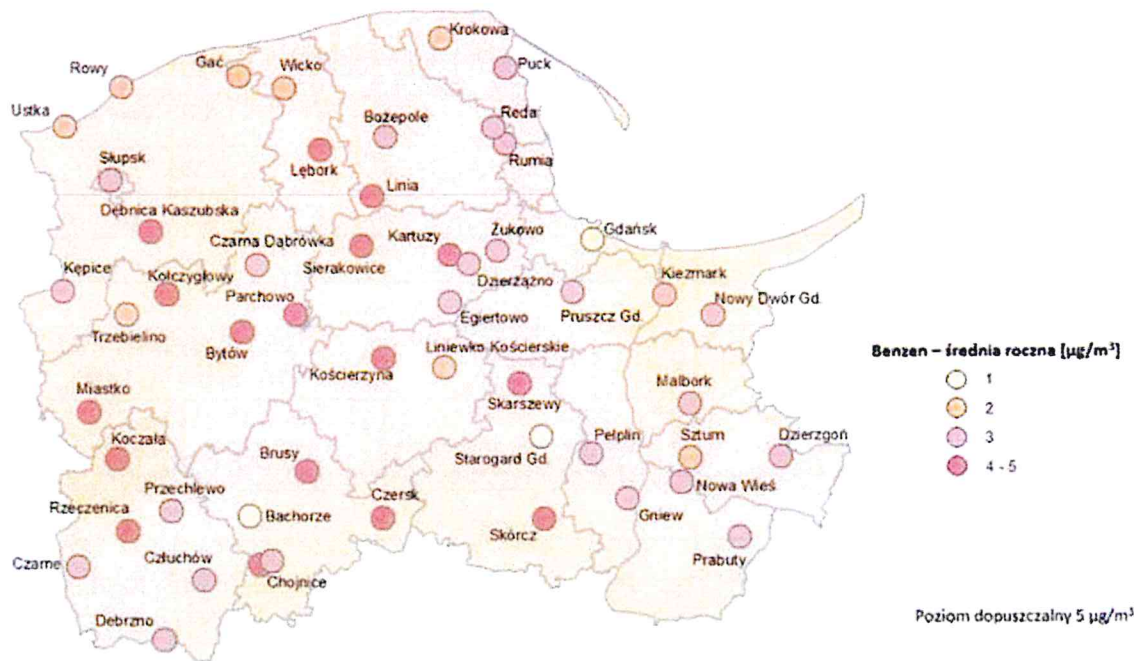 Krokowa
Gać
Wicko
Rowy
Puck
Ustka
Bożepole
Reda
Rumia
Słupsk
Lębork
Linia
Dębnica Kaszubska
Kartuzy
Żukowo
Gdańsk
Czarna Dąbrówka
Kępice
Kołczygłowy
Sierakowice
Dzierżążno
Kiezmark
Parchowo
Nowy Dwór Gd.
Egiertowo
Pruszcz Gd.
Trzebielino
Bytów
Liniewko Kościerskie
Kościerzyna
Benzen – średnia roczna [µg/m³]
1
2
3
4 - 5
Miastko
Skarszewy
Malbork
Koczała
Brusy
Starogard Gd.
Pelplin
Sztum
Dzierzgoń
Przechlewo
Nowa Wieś
Rzeczenica
Bachorze
Czersk
Gniew
Skórcz
Czarne
Człuchów
Chojnice
Prabuty
Debrzno
Poziom dopuszczalny 5 µg/m³